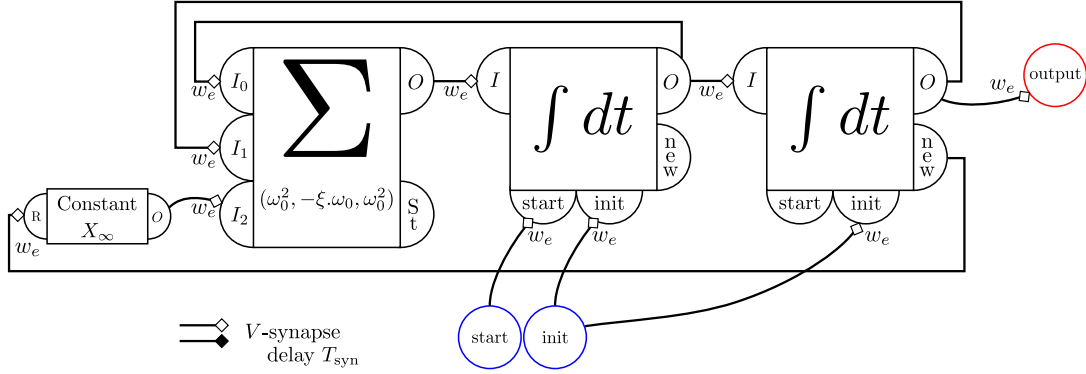 I_0
w_e
I_1
w_e
I_2
w_e
∑
(ω_0^2, −ξ.ω_0, ω_0^2)
O
S
t
w_e
I
∫ dt
O
n
e
w
start
init
w_e
w_e
w_e
I
∫ dt
O
n
e
w
start
init
w_e
w_e
output
R
Constant
X_∞
O
w_e
start
init
V-synapse
delay T_syn